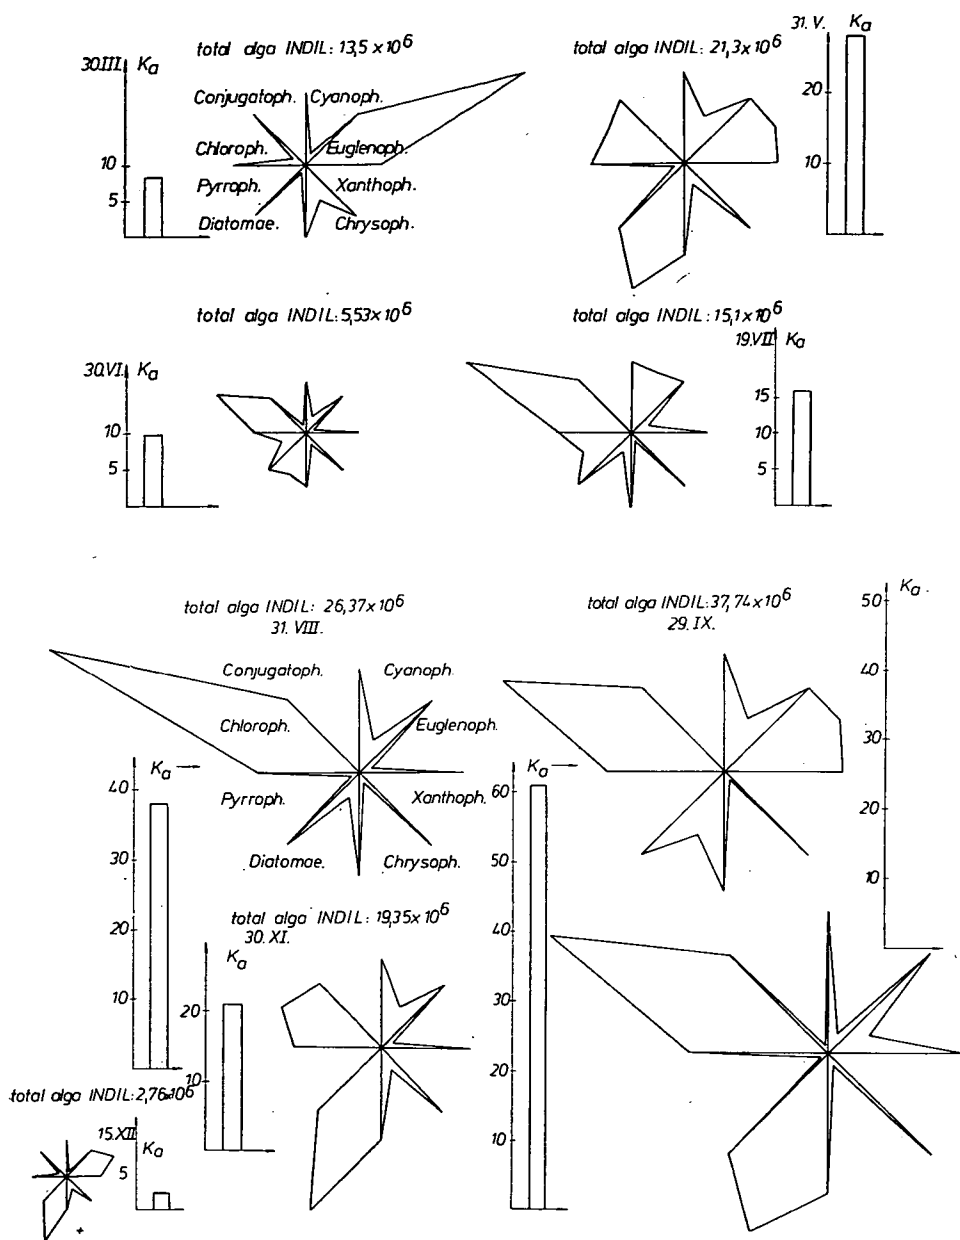 total alga INDIL: 13,5 x 10⁶
30.III. Ka
10
5
Conjugatoph. Cyanoph.
Chloroph. Euglenoph.
Pyrroph. Xanthoph.
Diatomae. Chrysoph.
total alga INDIL: 21,3 x 10⁶
31. V. Ka
20
10
total alga INDIL: 5,53 x 10⁶
30.VI. Ka
10
5
total alga INDIL: 15,1 x 10⁶
19.VII Ka
15
10
5
total alga INDIL: 26,37 x 10⁶
31. VIII.
Conjugatoph. Cyanoph.
Chloroph. Euglenoph.
Pyrroph. Xanthoph.
Diatomae. Chrysoph.
Ka
40
30
20
10
total alga INDIL: 37,74 x 10⁶
29. IX.
Ka
50
40
30
20
10
Ka
60
50
40
30
20
10
total alga INDIL: 19,35 x 10⁶
30. XI.
Ka
20
10
total alga INDIL: 2,76 x 10⁶
15.XII
Ka
5